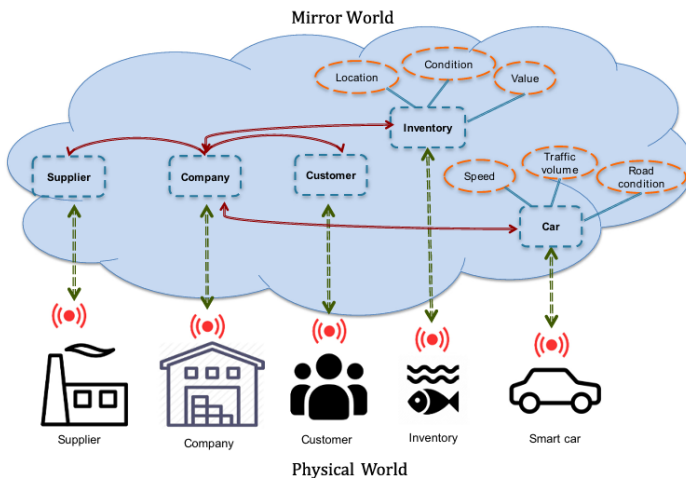 Mirror World
Condition
Location
Value
Inventory
Traffic
volume
Road
condition
Speed
Supplier
Company
Customer
Car
Supplier
Company
Customer
Inventory
Smart car
Physical World